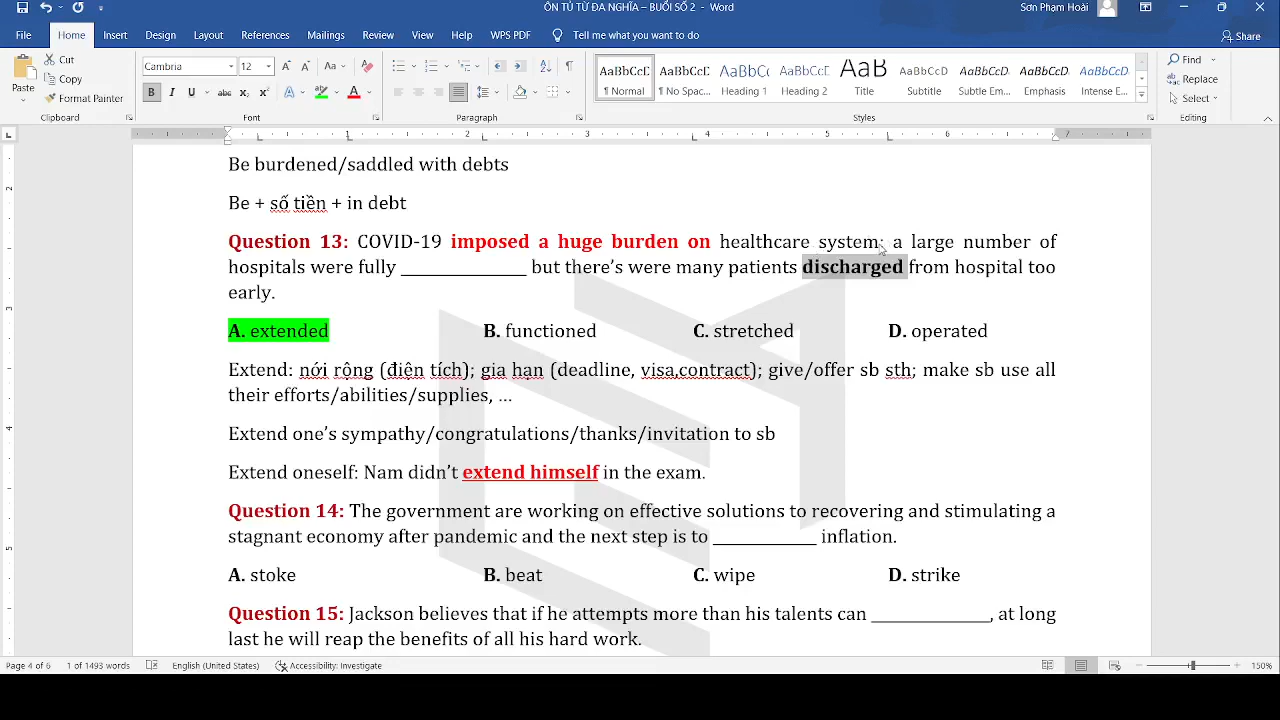 ÔN TỪ ĐA NGHĨA – BUỔI SỐ 2 - Word
Sơn Phạm Hoài
File Home Insert Design Layout References Mailings Review View Help WPS PDF Tell me what you want to do Share
Paste
Cut
Copy
Format Painter
Cambria 12
Clipboard Font Paragraph Styles Editing
AaBbCcD AaBbCcD AaBbCc AaBbCcD AaB AaBbCcD AaBbCcD AaBbCcD AaBbCcD
¶ Normal ¶ No Spac... Heading 1 Heading 2 Title Subtitle Subtle Em... Emphasis Intense E...
Find
Replace
Select
Be burdened/saddled with debts
Be + số tiền + in debt
Question 13: COVID-19 imposed a huge burden on healthcare system; a large number of
hospitals were fully ______________ but there's were many patients discharged from hospital too
early.
A. extended B. functioned C. stretched D. operated
Extend: nới rộng (điện tích); gia hạn (deadline, visa,contract); give/offer sb sth; make sb use all
their efforts/abilities/supplies, …
Extend one's sympathy/congratulations/thanks/invitation to sb
Extend oneself: Nam didn't extend himself in the exam.
Question 14: The government are working on effective solutions to recovering and stimulating a
stagnant economy after pandemic and the next step is to ___________ inflation.
A. stoke B. beat C. wipe D. strike
Question 15: Jackson believes that if he attempts more than his talents can _____________, at long
last he will reap the benefits of all his hard work.
Page 4 of 6 1 of 1493 words English (United States) Accessibility: Investigate 150%